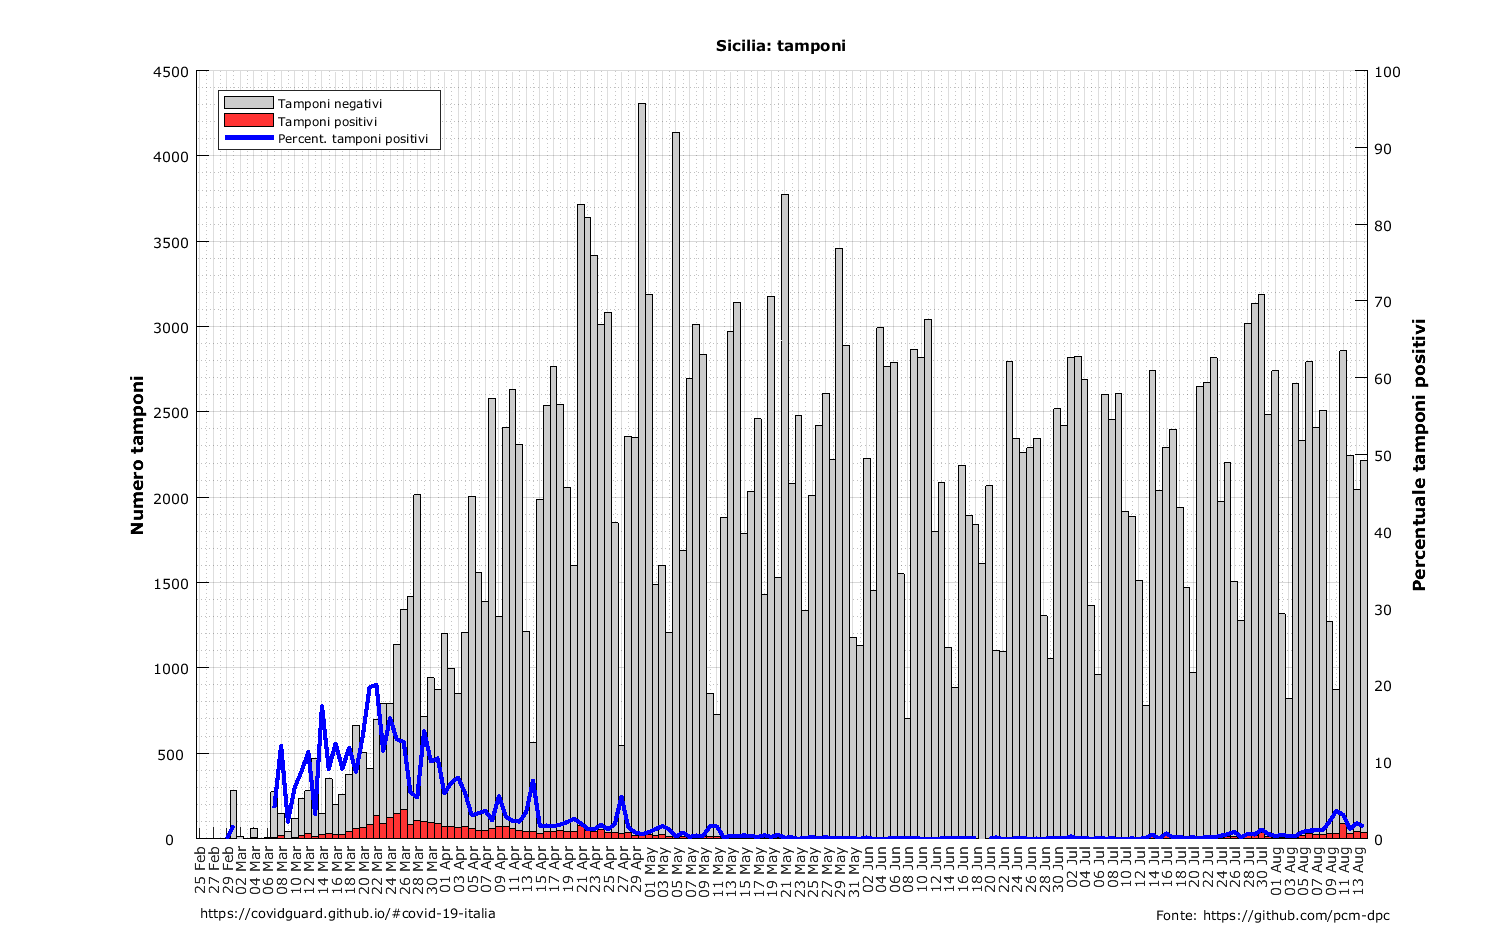 Sicilia: tamponi
Tamponi negativi
Tamponi positivi
Percent. tamponi positivi
Numero tamponi
4500
4000
3500
3000
2500
2000
1500
1000
500
0
100
90
80
70
60
50
40
30
20
10
0
Percentuale tamponi positivi
25 Feb
27 Feb
29 Feb
02 Mar
04 Mar
06 Mar
08 Mar
10 Mar
12 Mar
14 Mar
16 Mar
18 Mar
20 Mar
22 Mar
24 Mar
26 Mar
28 Mar
30 Mar
01 Apr
03 Apr
05 Apr
07 Apr
09 Apr
11 Apr
13 Apr
15 Apr
17 Apr
19 Apr
21 Apr
23 Apr
25 Apr
27 Apr
29 Apr
01 May
03 May
05 May
07 May
09 May
11 May
13 May
15 May
17 May
19 May
21 May
23 May
25 May
27 May
29 May
31 May
02 Jun
04 Jun
06 Jun
08 Jun
10 Jun
12 Jun
14 Jun
16 Jun
18 Jun
20 Jun
22 Jun
24 Jun
26 Jun
28 Jun
30 Jun
02 Jul
04 Jul
06 Jul
08 Jul
10 Jul
12 Jul
14 Jul
16 Jul
18 Jul
20 Jul
22 Jul
24 Jul
26 Jul
28 Jul
30 Jul
01 Aug
03 Aug
05 Aug
07 Aug
09 Aug
11 Aug
13 Aug
https://covidguard.github.io/#covid-19-italia
Fonte: https://github.com/pcm-dpc